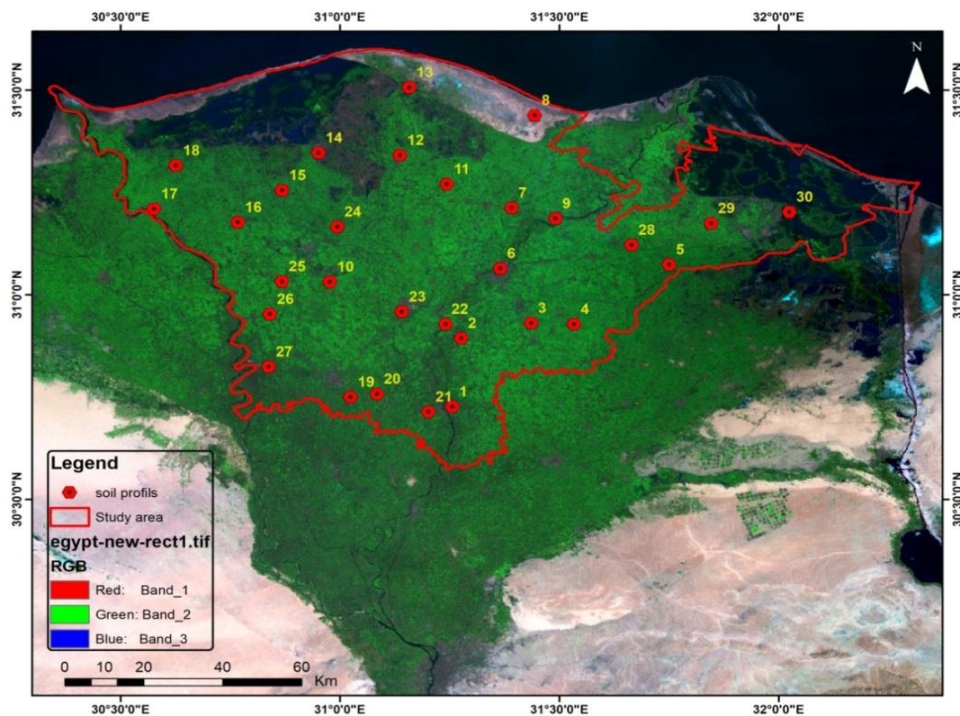 30°30'0"E
31°0'0"E
31°30'0"E
32°0'0"E
N
31°30'0"N
31°30'0"N
13
8
14
12
18
15
11
17
16
24
7
9
29
30
28
5
6
25
10
31°0'0"N
31°0'0"N
26
23
22
2
3
4
27
19
20
21
1
Legend
soil profils
Study area
egypt-new-rect1.tif
RGB
Red: Band_1
Green: Band_2
Blue: Band_3
30°30'0"N
30°30'0"N
0 10 20 40 60
Km
30°30'0"E
31°0'0"E
31°30'0"E
32°0'0"E